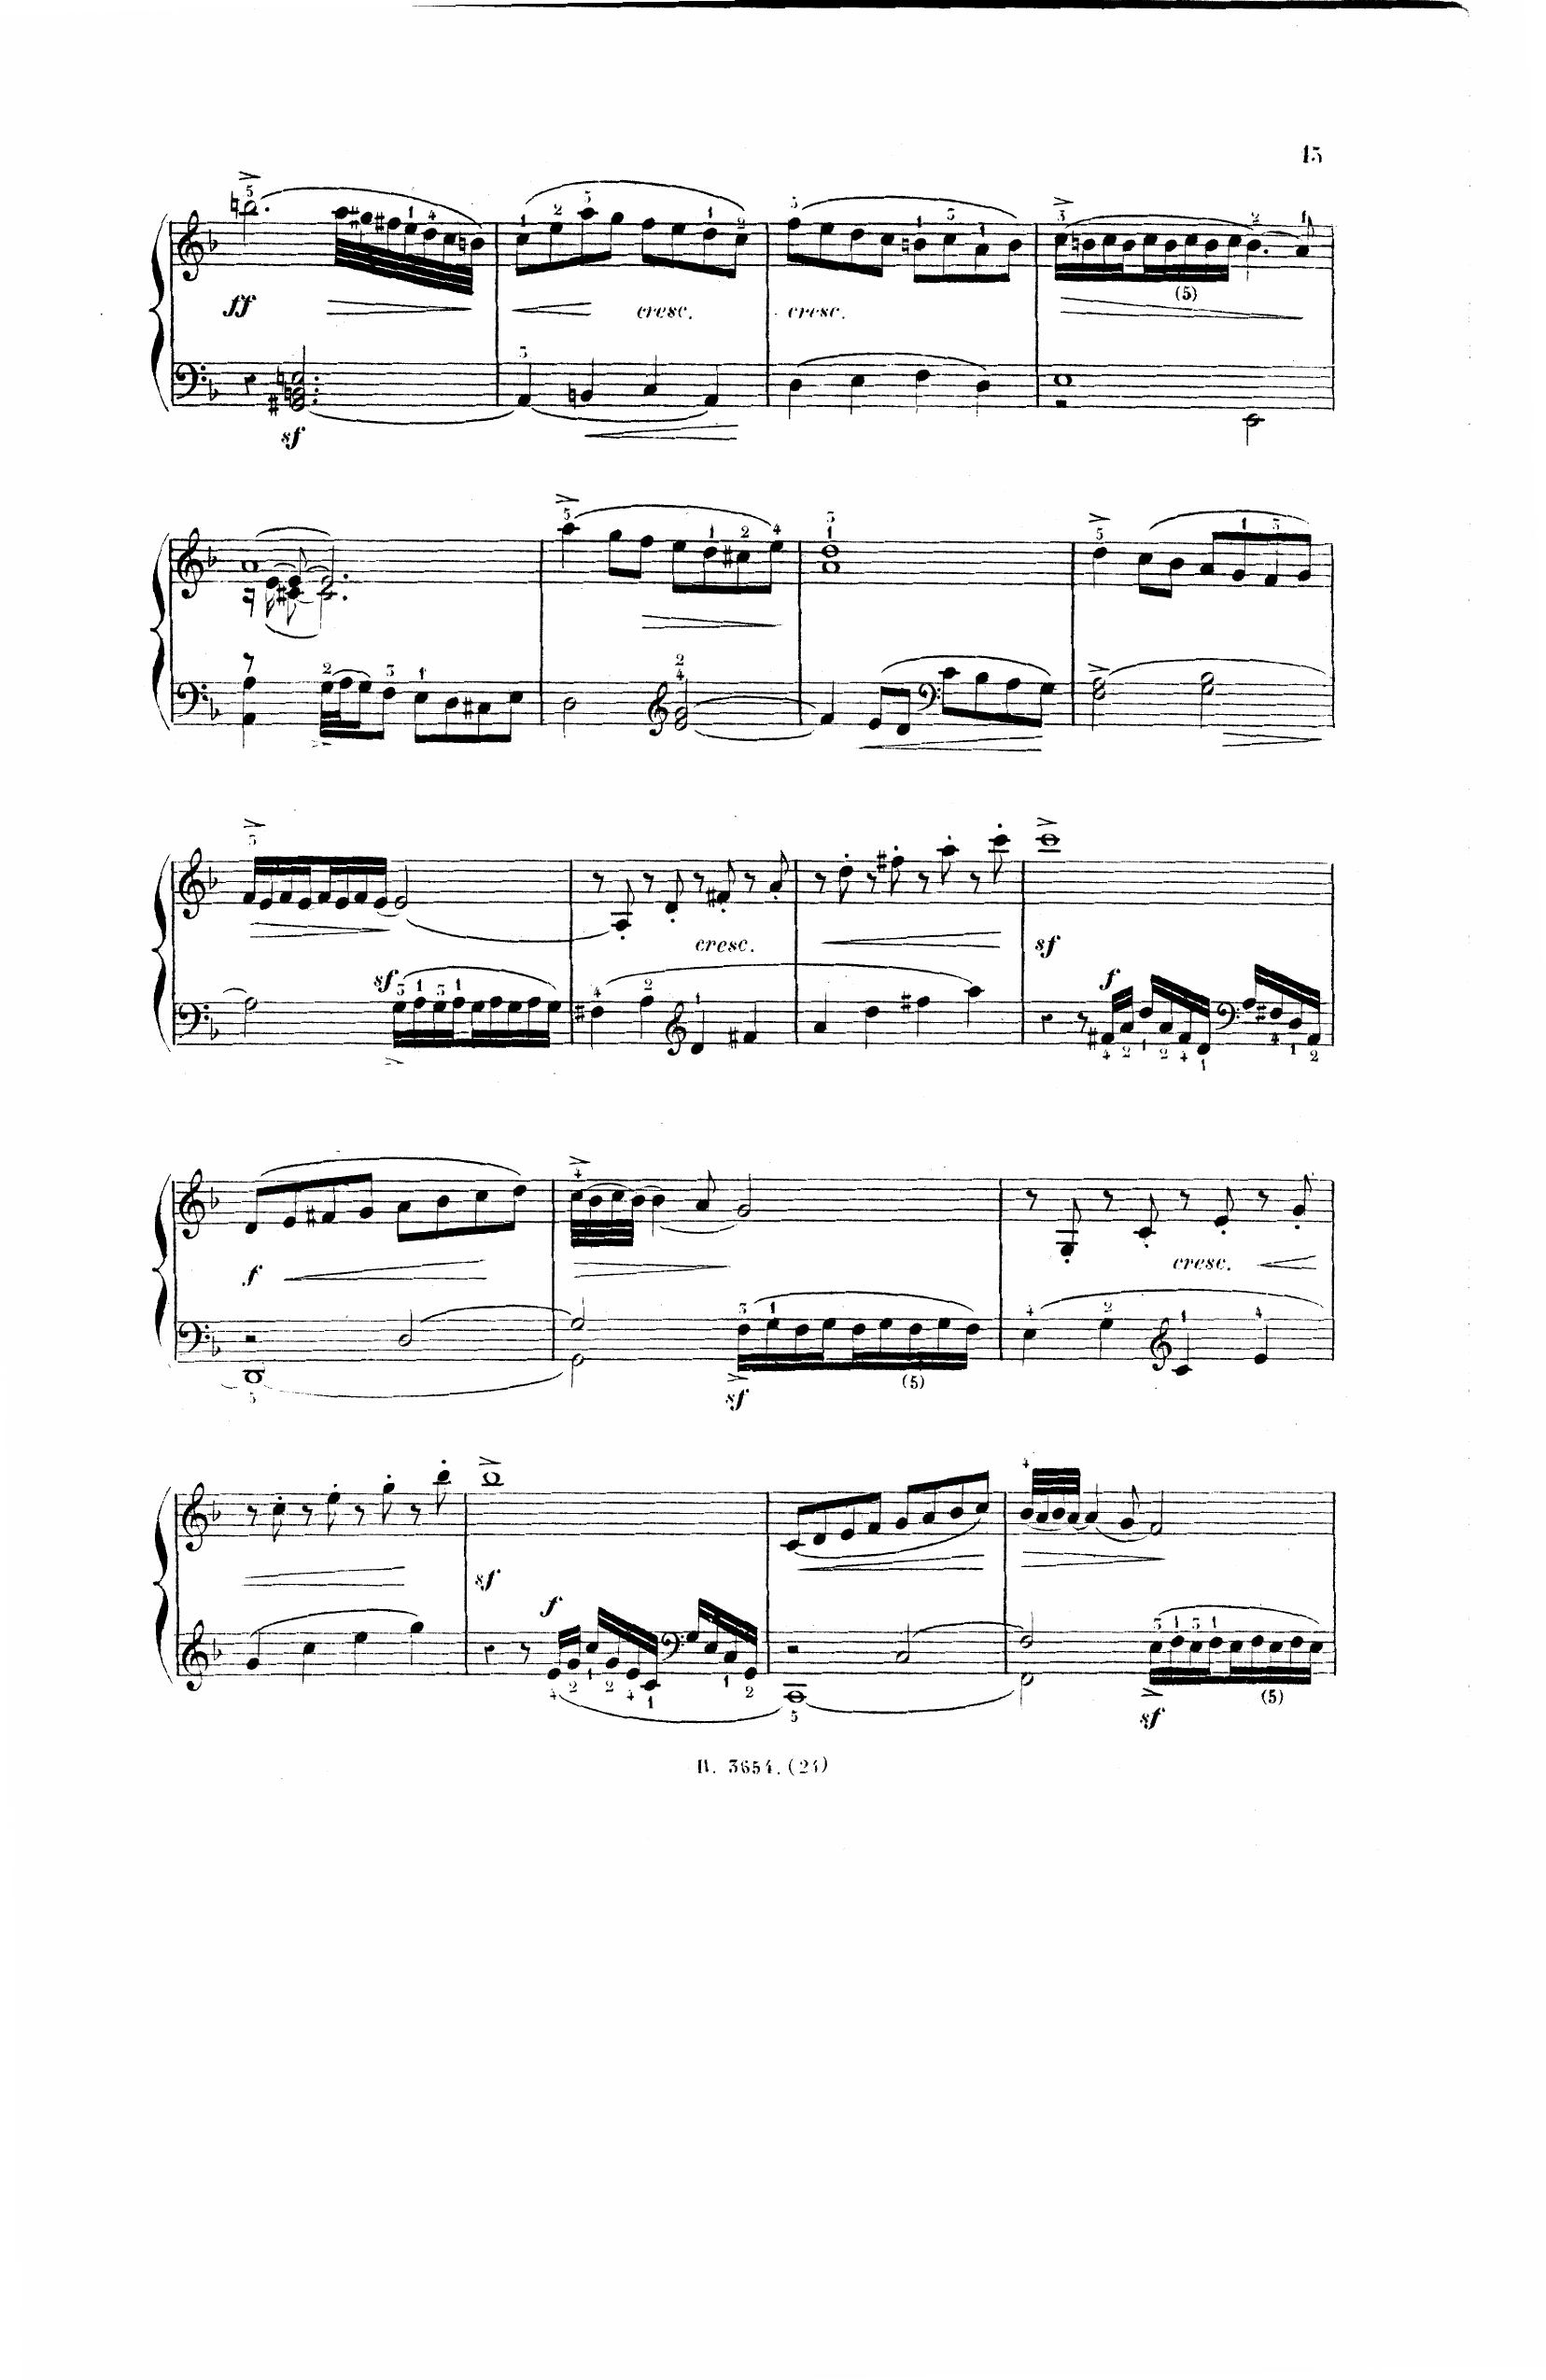 15
ff
cresc.
cresc.
(5)
sf
sf
cresc.
sf
f
f
cresc.
(5)
sf
sf
f
(5)
sf
R. 3654. (24)